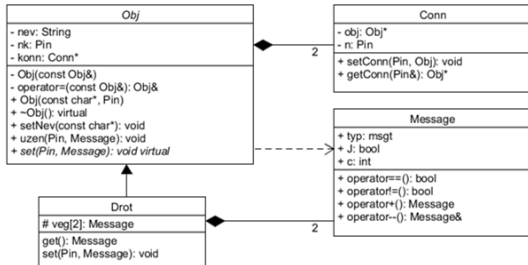 Obj
- nev: String
- nk: Pin
- konn: Conn*
- Obj(const Obj&)
- operator=(const Obj&): Obj&
+ Obj(const char*, Pin)
+ ~Obj(): virtual
+ setNev(const char*): void
+ uzen(Pin, Message): void
+ set(Pin, Message): void virtual
Conn
- obj: Obj*
- n: Pin
+ setConn(Pin, Obj): void
+ getConn(Pin&): Obj*
2
Message
+ typ: msgt
+ J: bool
+ c: int
+ operator==(): bool
+ operator!=(): bool
+ operator+(): Message
+ operator--(): Message&
2
Drot
# veg[2]: Message
get(): Message
set(Pin, Message): void